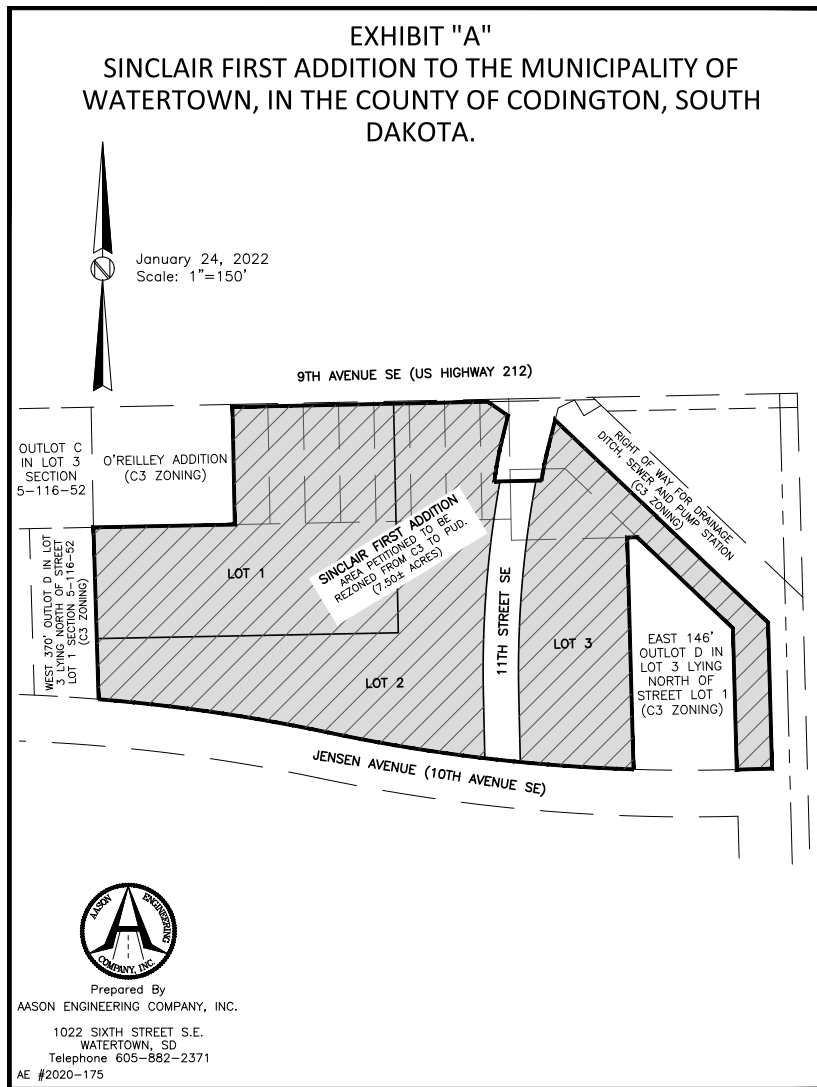 EXHIBIT "A"
SINCLAIR FIRST ADDITION TO THE MUNICIPALITY OF
WATERTOWN, IN THE COUNTY OF CODINGTON, SOUTH
DAKOTA.
N
January 24, 2022
Scale: 1"=150'
9TH AVENUE SE (US HIGHWAY 212)
OUTLOT C
IN LOT 3
SECTION
5-116-52
O'REILLEY ADDITION
(C3 ZONING)
RIGHT OF WAY FOR DRAINAGE
DITCH, SEWER AND PUMP STATION
(C3 ZONING)
SINCLAIR FIRST ADDITION
AREA PETITIONED TO BE
REZONED FROM C3 TO PUD.
(7.50± ACRES)
WEST 370' OUTLOT D IN LOT
3 LYING NORTH OF STREET
LOT 1 SECTION 5-116-52
(C3 ZONING)
LOT 1
LOT 2
11TH STREET SE
LOT 3
EAST 146'
OUTLOT D IN
LOT 3 LYING
NORTH OF
STREET LOT 1
(C3 ZONING)
JENSEN AVENUE (10TH AVENUE SE)
AASON ENGINEERING
COMPANY, INC.
Prepared By
AASON ENGINEERING COMPANY, INC.
1022 SIXTH STREET S.E.
WATERTOWN, SD
Telephone 605-882-2371
AE #2020-175